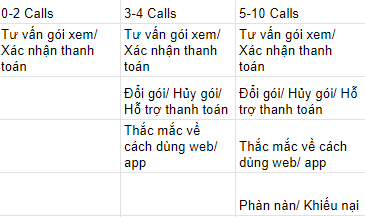 0-2 Calls
3-4 Calls
5-10 Calls
Tư vấn gói xem/
Xác nhận thanh
toán
Tư vấn gói xem/
Xác nhận thanh
toán
Tư vấn gói xem/
Xác nhận thanh
toán
Đổi gói/ Hủy gói/
Hỗ trợ thanh toán
Đổi gói/ Hủy gói/ Hỗ
trợ thanh toán
Thắc mắc về
cách dùng web/
app
Thắc mắc về cách
dùng web/ app
Phàn nàn/ Khiếu nại